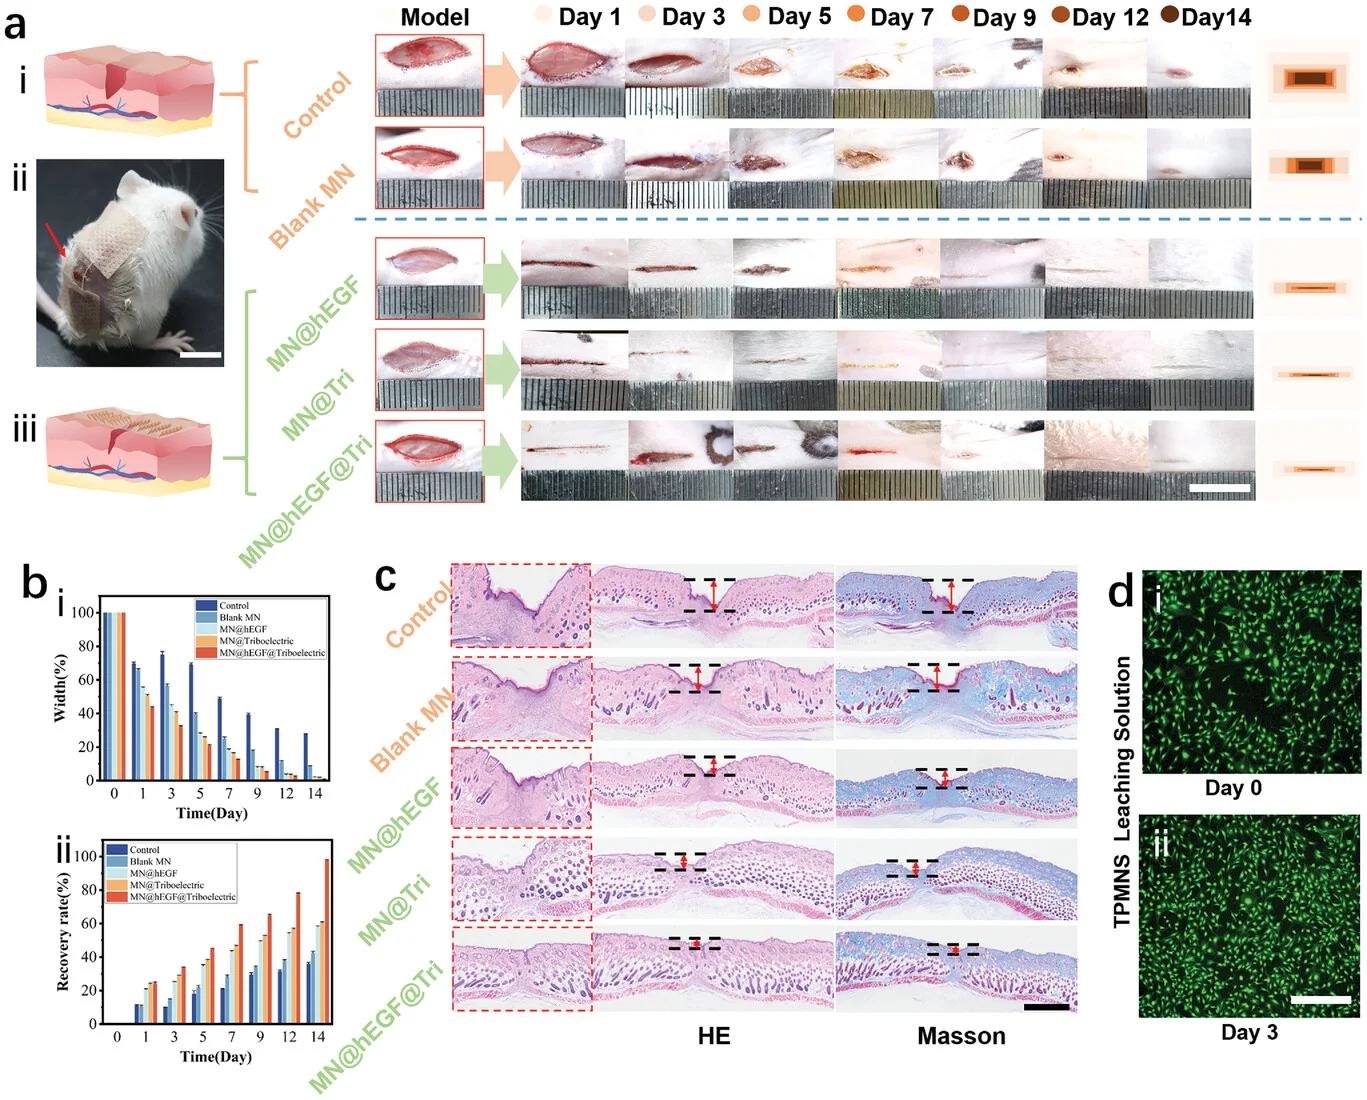 a
Model
Day 1
Day 3
Day 5
Day 7
Day 9
Day 12
Day14
i
Control
Blank MN
ii
MN@hEGF
MN@Tri
iii
MN@hEGF@Tri
b
i
100
80
60
40
20
0
Width(%)
Control
Blank MN
MN@hEGF
MN@Triboelectric
MN@hEGF@Triboelectric
0 1 3 5 7 9 12 14
Time(Day)
ii
100
80
60
40
20
0
Recovery rate(%)
Control
Blank MN
MN@hEGF
MN@Triboelectric
MN@hEGF@Triboelectric
0 1 3 5 7 9 12 14
Time(Day)
c
Control
Blank MN
MN@hEGF
MN@Tri
MN@hEGF@Tri
HE
Masson
d
TPMNS Leaching Solution
i
Day 0
ii
Day 3